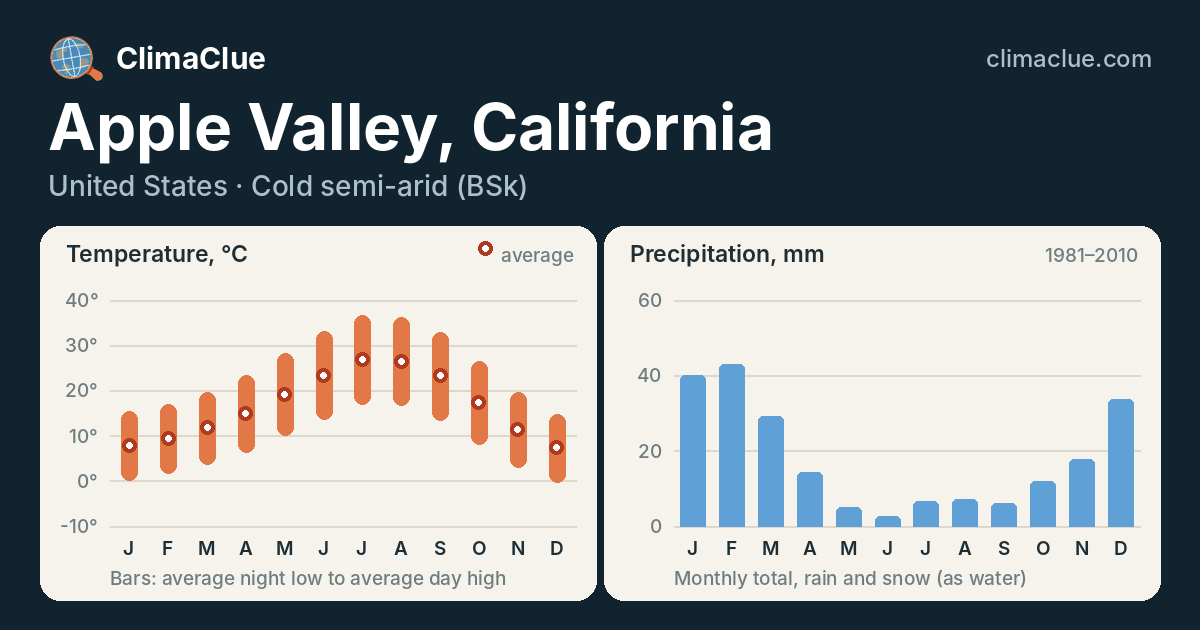 ClimaClue
climaclue.com
Apple Valley, California
United States · Cold semi-arid (BSk)
Temperature, °C
average
40°
30°
20°
10°
0°
-10°
J F M A M J J A S O N D
Bars: average night low to average day high
Precipitation, mm
1981–2010
60
40
20
0
J F M A M J J A S O N D
Monthly total, rain and snow (as water)